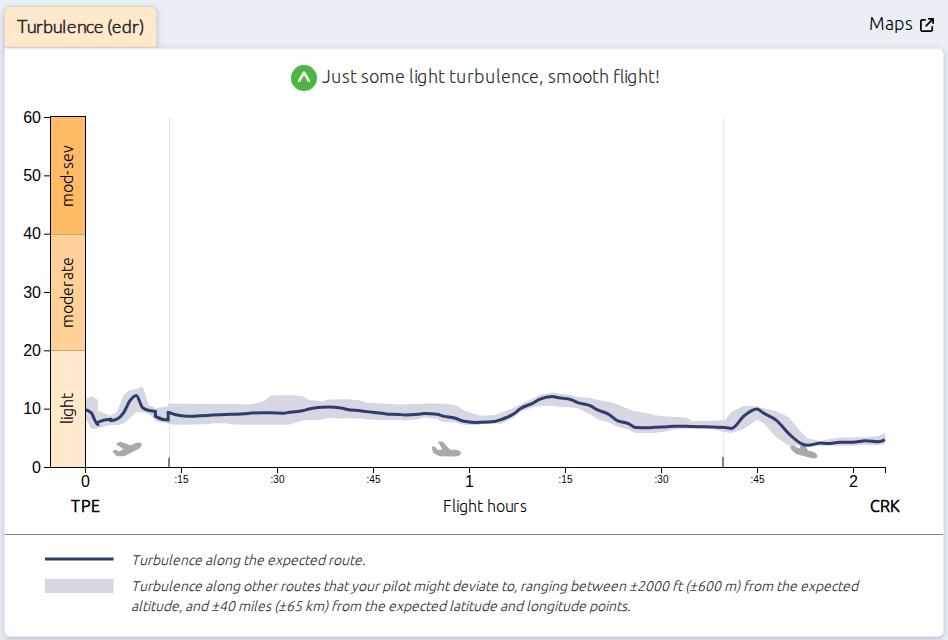 Turbulence (edr)
Maps
Just some light turbulence, smooth flight!
60
50
40
30
20
10
0
mod-sev
moderate
light
0
:15
:30
:45
1
:15
:30
:45
2
TPE
Flight hours
CRK
Turbulence along the expected route.
Turbulence along other routes that your pilot might deviate to, ranging between ±2000 ft (±600 m) from the expected
altitude, and ±40 miles (±65 km) from the expected latitude and longitude points.